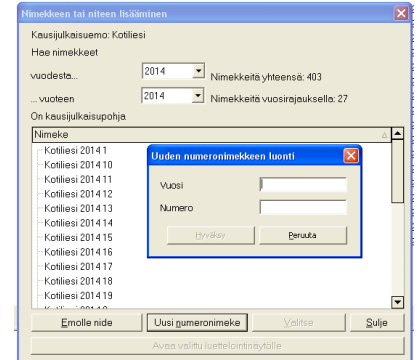 Nimekkeen tai niteen lisääminen
Kausijulkaisuemo: Kotiliesi
Hae nimekkeet
vuodesta... 2014 Nimekkeitä yhteensä: 403
... vuoteen 2014 Nimekkeitä vuosirajauksella: 27
On kausijulkaisupohja
Nimeke
Kotiliesi 2014 1
Kotiliesi 2014 10
Kotiliesi 2014 11
Kotiliesi 2014 12
Kotiliesi 2014 13
Kotiliesi 2014 14
Kotiliesi 2014 15
Kotiliesi 2014 16
Kotiliesi 2014 17
Kotiliesi 2014 18
Kotiliesi 2014 19
Uuden numeronimekkeen luonti
Vuosi
Numero
Hyväksy Peruuta
Emolle nide Uusi numeronimeke Valitse Sulje
Avaa valittu luettelointinäytölle